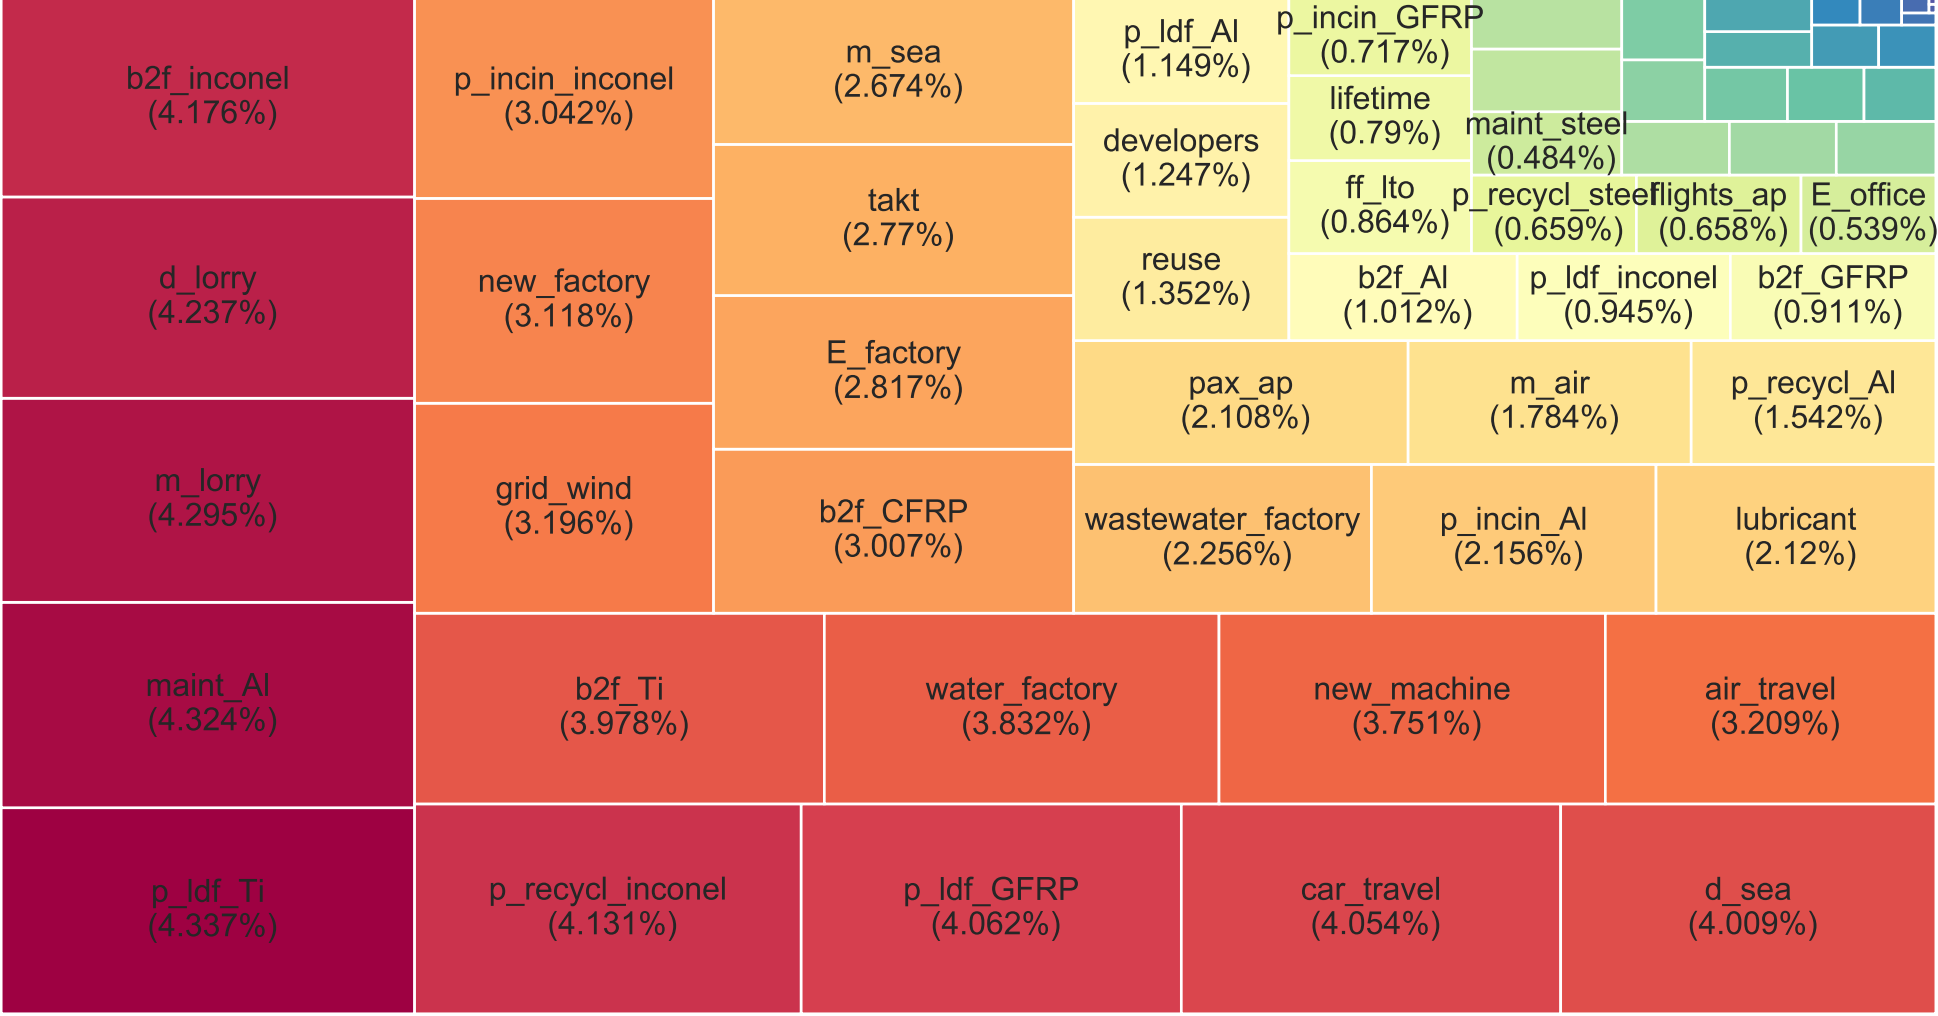 b2f_inconel
(4.176%)
d_lorry
(4.237%)
m_lorry
(4.295%)
maint_Al
(4.324%)
p_ldf_Ti
(4.337%)
p_incin_inconel
(3.042%)
new_factory
(3.118%)
grid_wind
(3.196%)
m_sea
(2.674%)
takt
(2.77%)
E_factory
(2.817%)
b2f_CFRP
(3.007%)
p_ldf_Al
(1.149%)
developers
(1.247%)
reuse
(1.352%)
p_incin_GFRP
(0.717%)
lifetime
(0.79%)
ff_lto
(0.864%)
maint_steel
(0.484%)
p_recycl_steel
(0.659%)
flights_ap
(0.658%)
E_office
(0.539%)
b2f_Al
(1.012%)
p_ldf_inconel
(0.945%)
b2f_GFRP
(0.911%)
pax_ap
(2.108%)
m_air
(1.784%)
p_recycl_Al
(1.542%)
wastewater_factory
(2.256%)
p_incin_Al
(2.156%)
lubricant
(2.12%)
b2f_Ti
(3.978%)
water_factory
(3.832%)
new_machine
(3.751%)
air_travel
(3.209%)
p_recycl_inconel
(4.131%)
p_ldf_GFRP
(4.062%)
car_travel
(4.054%)
d_sea
(4.009%)